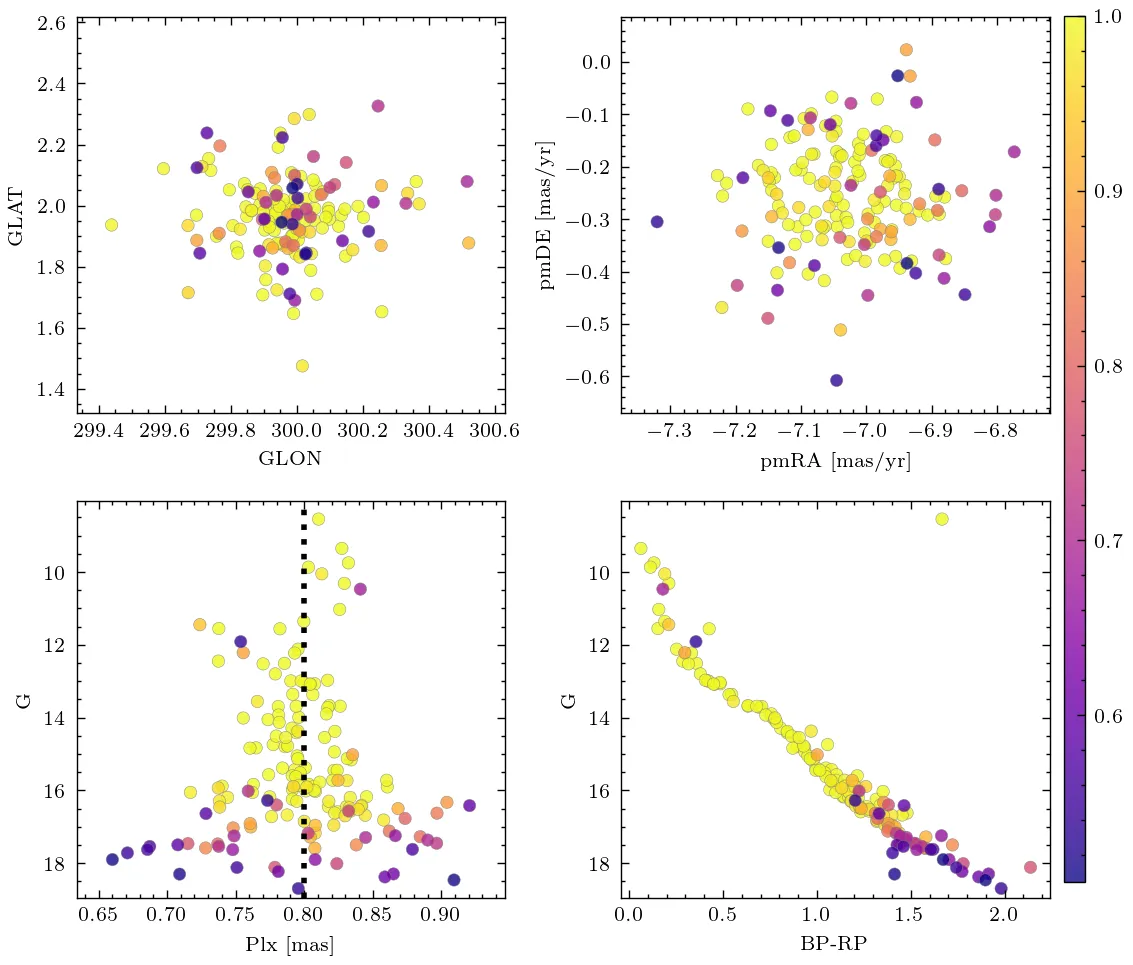 2.6
2.4
2.2
2.0
1.8
1.6
1.4
GLAT
299.4 299.6 299.8 300.0 300.2 300.4 300.6
GLON
0.0
−0.1
−0.2
−0.3
−0.4
−0.5
−0.6
pmDE [mas/yr]
−7.3 −7.2 −7.1 −7.0 −6.9 −6.8
pmRA [mas/yr]
1.0
0.9
0.8
0.7
0.6
10
12
14
16
18
G
0.65 0.70 0.75 0.80 0.85 0.90
Plx [mas]
10
12
14
16
18
G
0.0 0.5 1.0 1.5 2.0
BP-RP